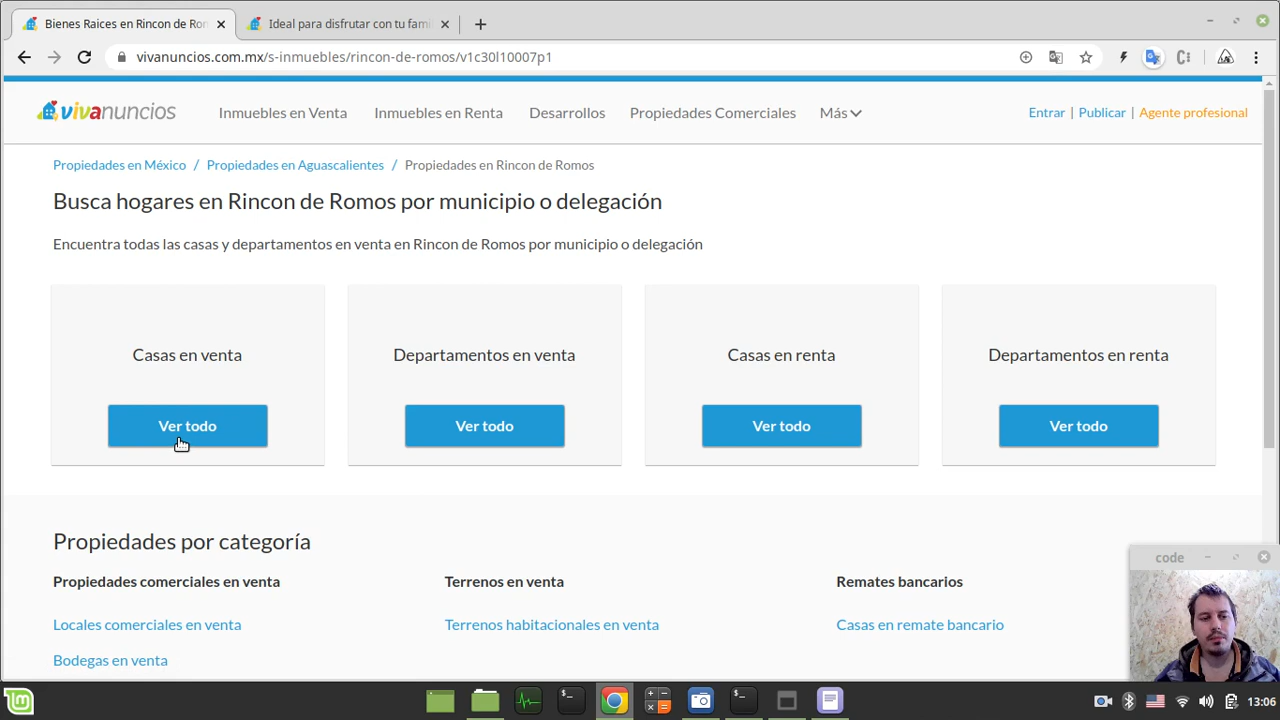 Bienes Raices en Rincon de Ron
Ideal para disfrutar con tu fami
vivanuncios.com.mx/s-inmuebles/rincon-de-romos/v1c30l10007p1
vivanuncios
Inmuebles en Venta
Inmuebles en Renta
Desarrollos
Propiedades Comerciales
Más
Entrar | Publicar | Agente profesional
Propiedades en México / Propiedades en Aguascalientes / Propiedades en Rincon de Romos
Busca hogares en Rincon de Romos por municipio o delegación
Encuentra todas las casas y departamentos en venta en Rincon de Romos por municipio o delegación
Casas en venta
Departamentos en venta
Casas en renta
Departamentos en renta
Ver todo
Ver todo
Ver todo
Ver todo
Propiedades por categoría
Propiedades comerciales en venta
Terrenos en venta
Remates bancarios
Locales comerciales en venta
Terrenos habitacionales en venta
Casas en remate bancario
Bodegas en venta
code
13:06